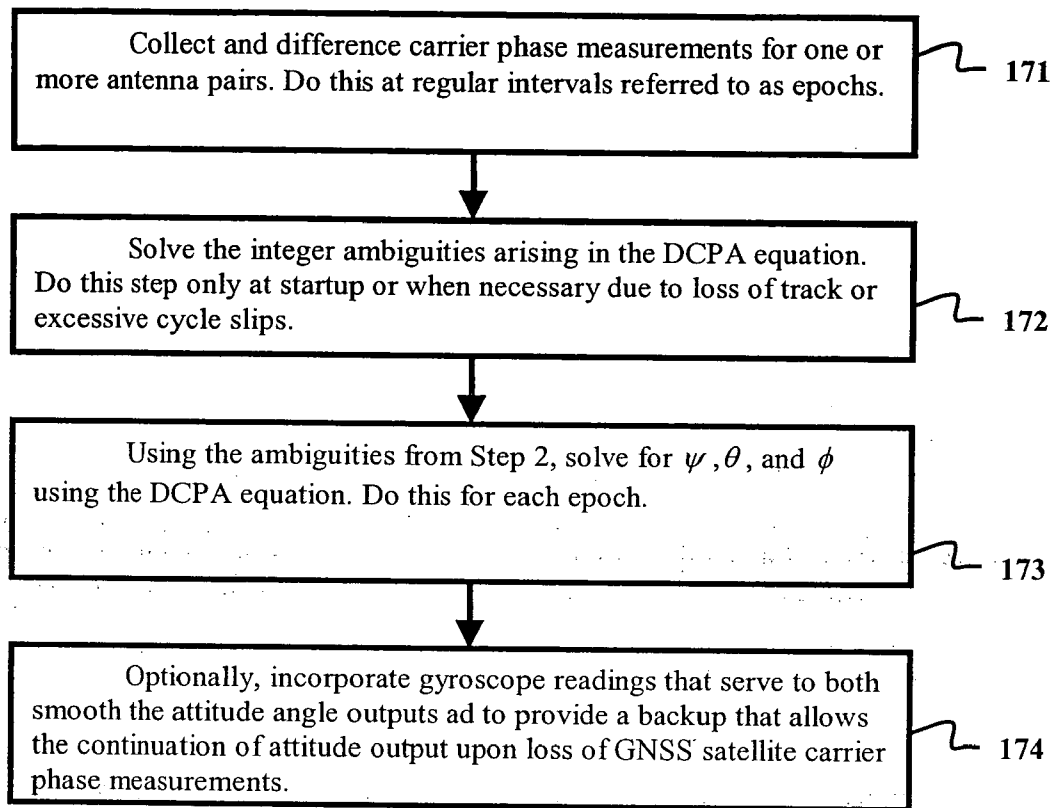 Collect and difference carrier phase measurements for one or
more antenna pairs. Do this at regular intervals referred to as epochs.
171
Solve the integer ambiguities arising in the DCPA equation.
Do this step only at startup or when necessary due to loss of track or
excessive cycle slips.
172
Using the ambiguities from Step 2, solve for ψ ,θ, and ϕ
using the DCPA equation. Do this for each epoch.
173
Optionally, incorporate gyroscope readings that serve to both
smooth the attitude angle outputs ad to provide a backup that allows
the continuation of attitude output upon loss of GNSS satellite carrier
phase measurements.
174